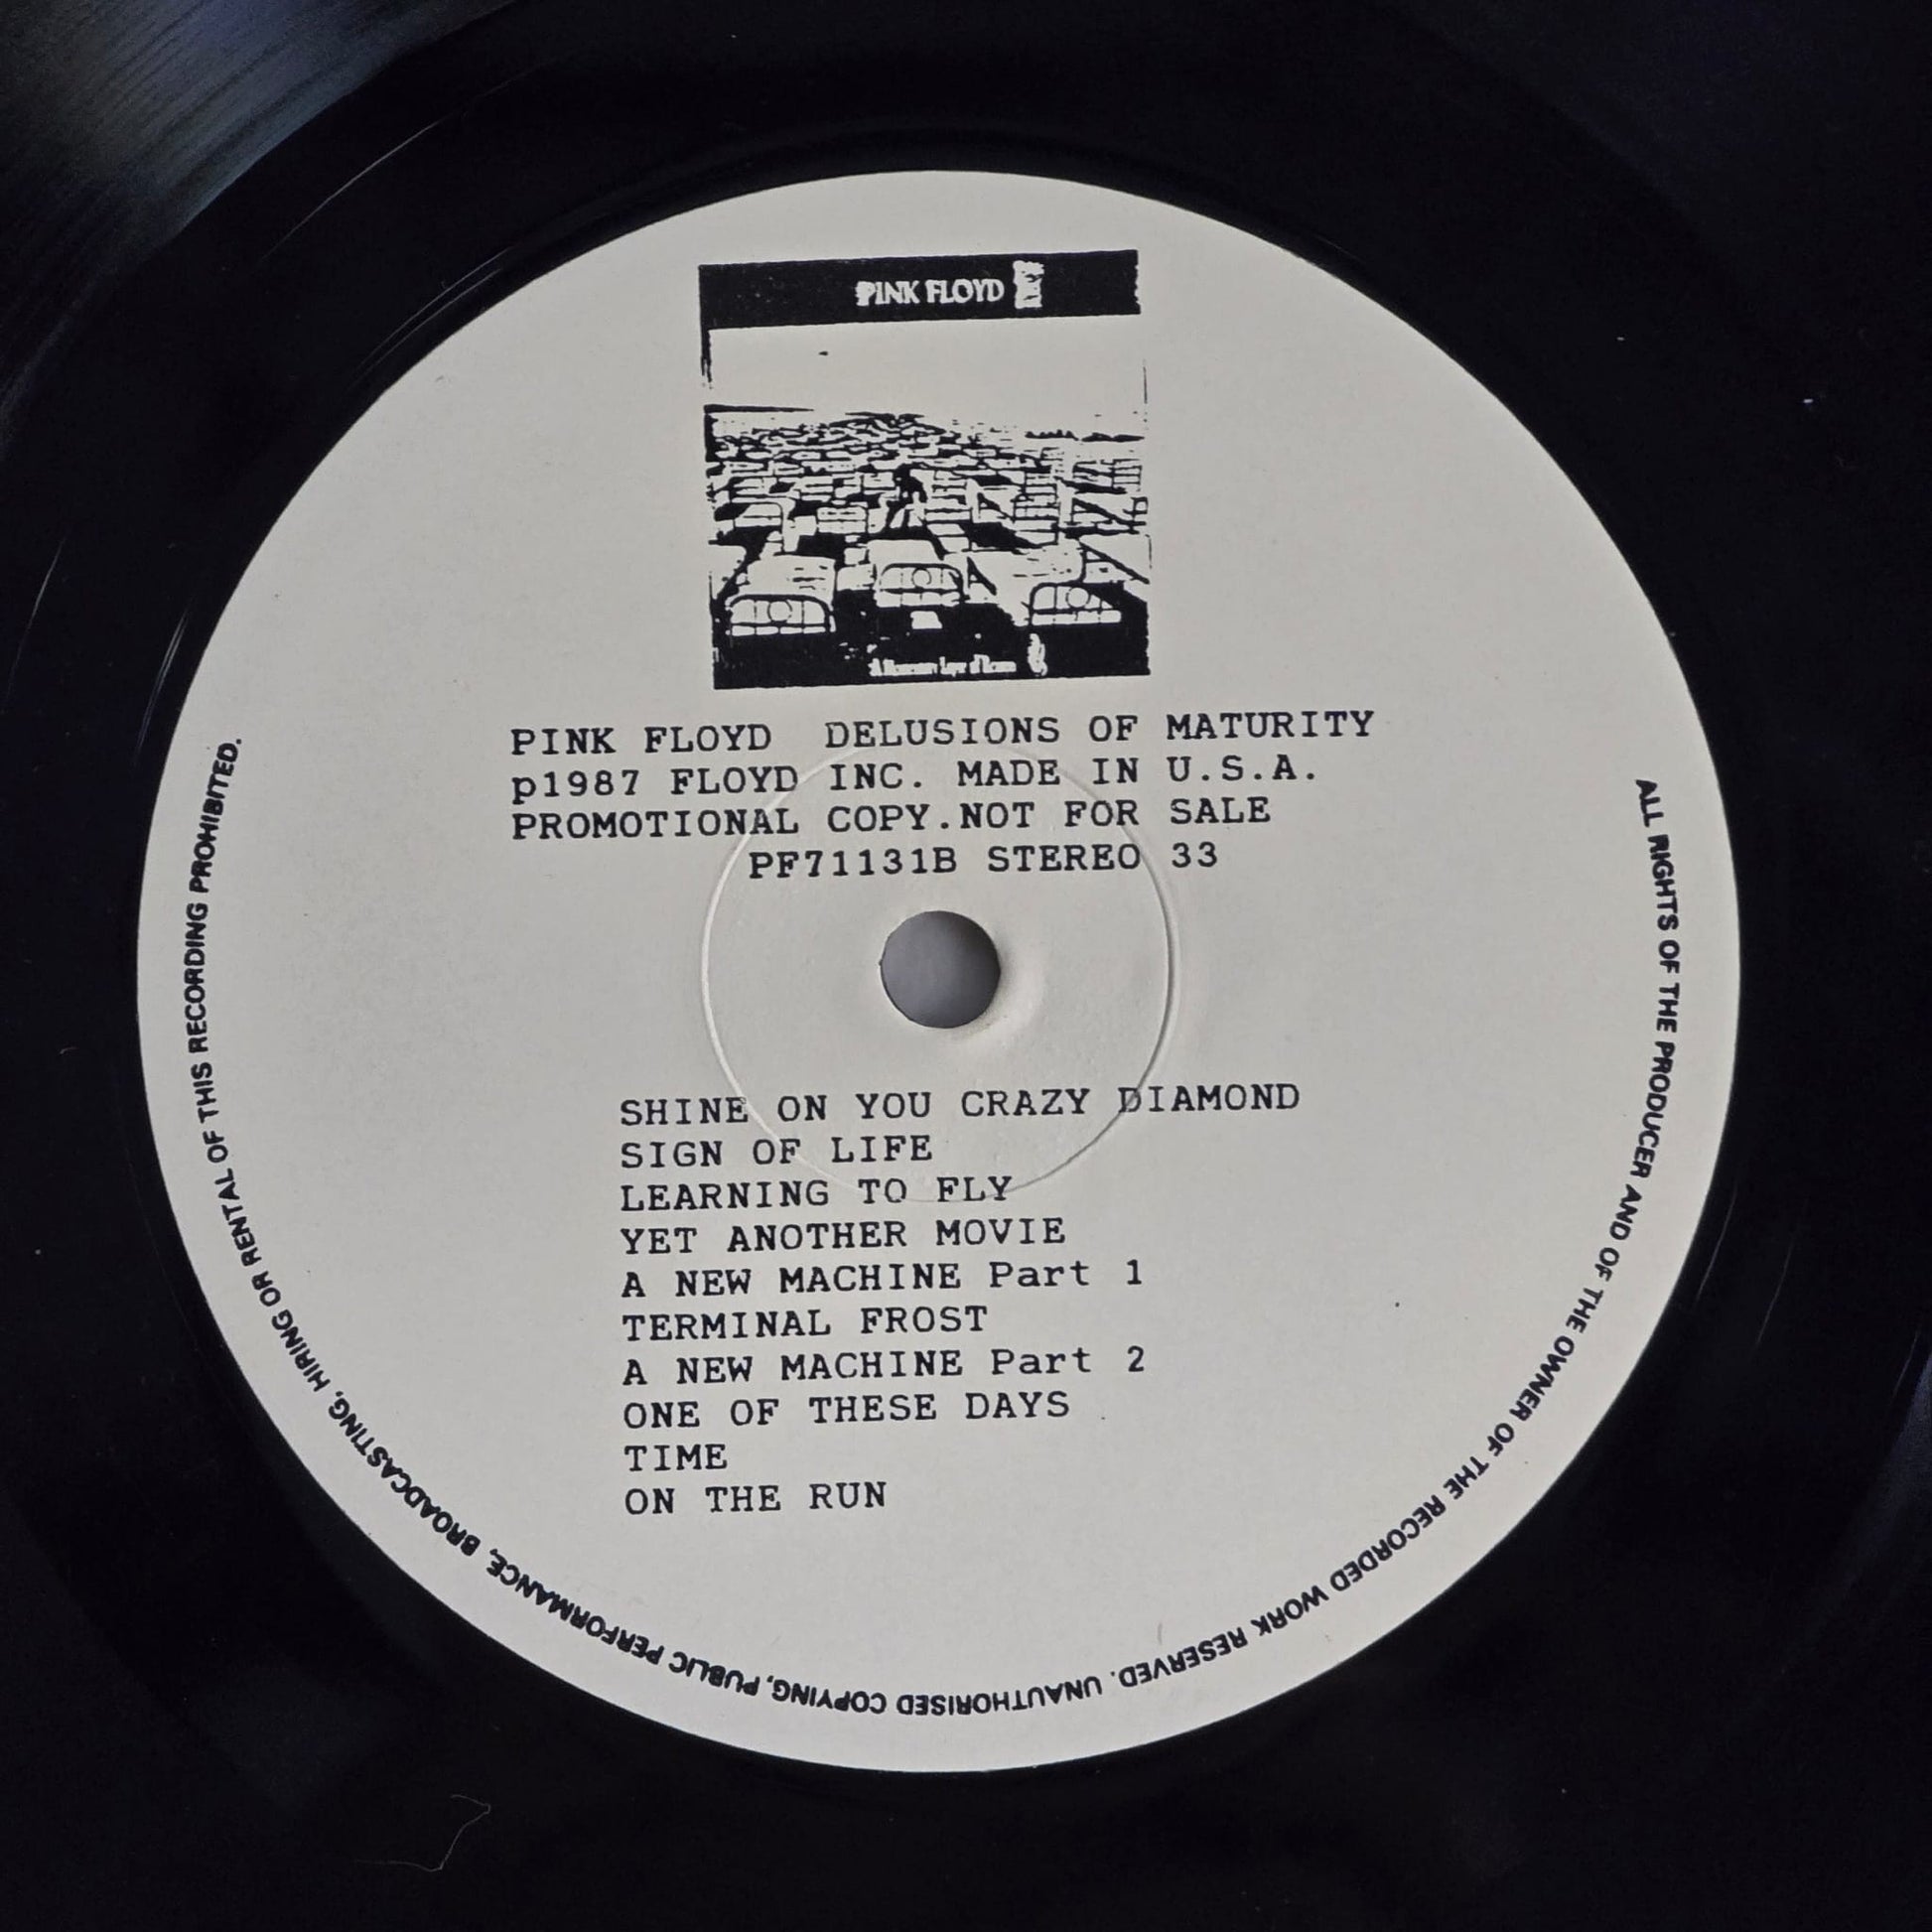 PINK FLOYD
A Momentary Lapse of Reason
PINK FLOYD DELUSIONS OF MATURITY
p1987 FLOYD INC. MADE IN U.S.A.
PROMOTIONAL COPY.NOT FOR SALE
PF71131B STEREO 33
SHINE ON YOU CRAZY DIAMOND
SIGN OF LIFE
LEARNING TO FLY
YET ANOTHER MOVIE
A NEW MACHINE Part 1
TERMINAL FROST
A NEW MACHINE Part 2
ONE OF THESE DAYS
TIME
ON THE RUN
ALL RIGHTS OF THE PRODUCER AND OF THE OWNER OF THE RECORDED WORK RESERVED. UNAUTHORISED COPYING, PUBLIC PERFORMANCE, BROADCASTING, HIRING OR RENTAL OF THIS RECORDING PROHIBITED.